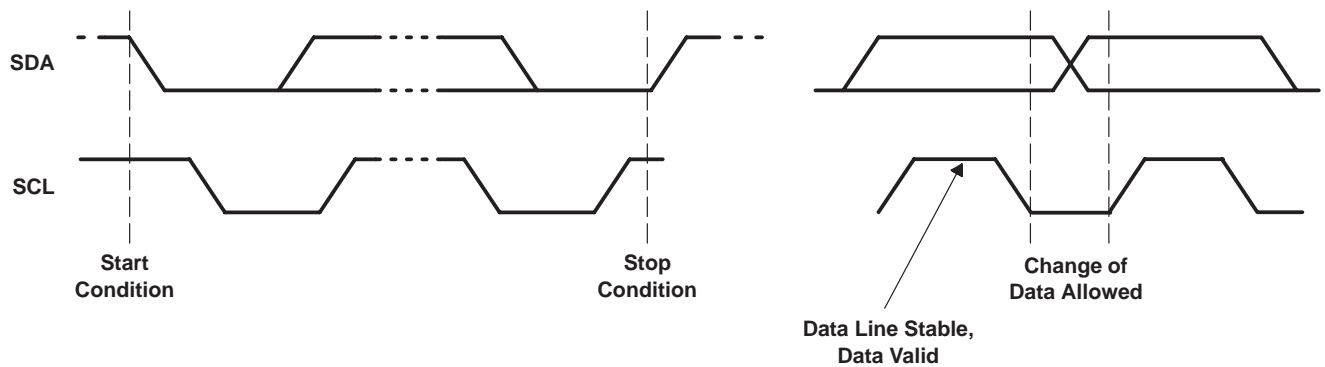 SDA
SCL
Start
Condition
Stop
Condition
Change of
Data Allowed
Data Line Stable,
Data Valid